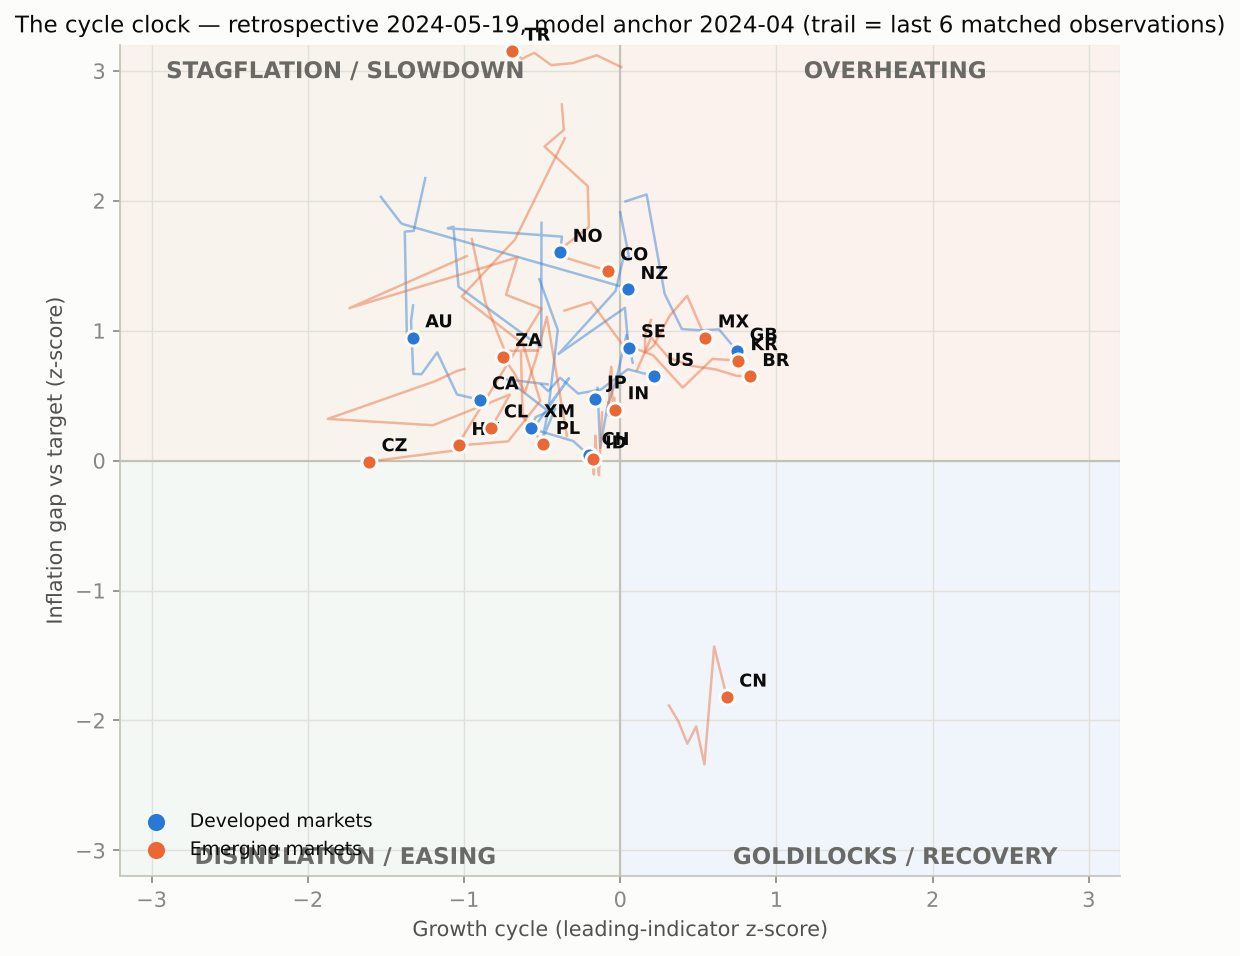 The cycle clock — retrospective 2024-05-19, model anchor 2024-04 (trail = last 6 matched observations)
TR
STAGFLATION / SLOWDOWN
OVERHEATING
NO
CO
NZ
AU
MX
GB
SE
KR
ZA
US
BR
CA
JP
IN
CL
XM
PL
CH
ID
CZ
CN
Developed markets
Emerging markets
DISINFLATION / EASING
GOLDILOCKS / RECOVERY
3
2
1
0
−1
−2
−3
−3
−2
−1
0
1
2
3
Growth cycle (leading-indicator z-score)
Inflation gap vs target (z-score)